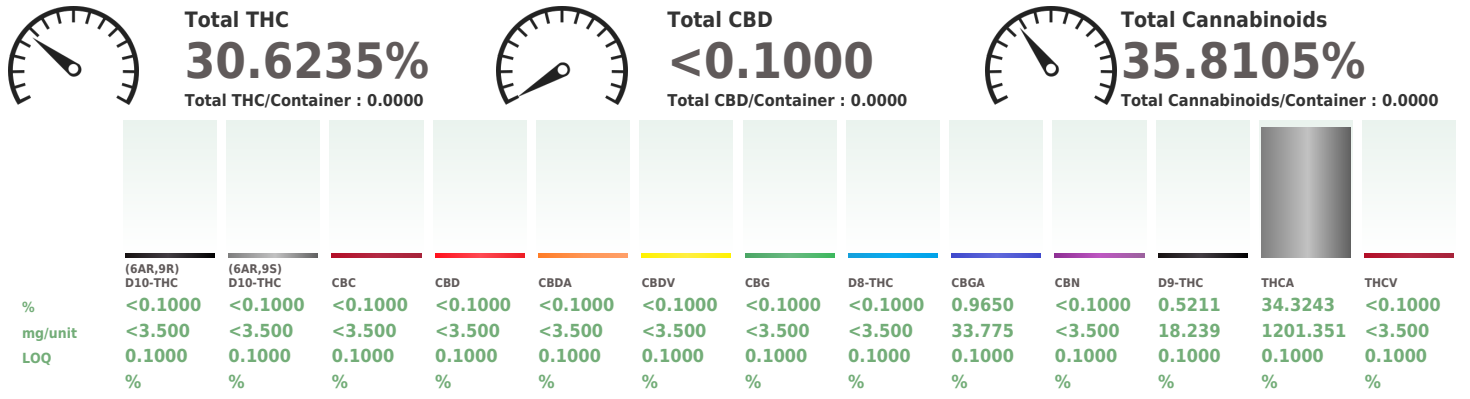 Total THC
30.6235%
Total THC/Container : 0.0000
Total CBD
<0.1000
Total CBD/Container : 0.0000
Total Cannabinoids
35.8105%
Total Cannabinoids/Container : 0.0000
(6AR,9R) (6AR,9S)
D10-THC D10-THC CBC CBD CBDA CBDV CBG D8-THC CBGA CBN D9-THC THCA THCV
% <0.1000 <0.1000 <0.1000 <0.1000 <0.1000 <0.1000 <0.1000 <0.1000 0.9650 <0.1000 0.5211 34.3243 <0.1000
mg/unit <3.500 <3.500 <3.500 <3.500 <3.500 <3.500 <3.500 <3.500 33.775 <3.500 18.239 1201.351 <3.500
LOQ 0.1000 0.1000 0.1000 0.1000 0.1000 0.1000 0.1000 0.1000 0.1000 0.1000 0.1000 0.1000 0.1000
% % % % % % % % % % % % %